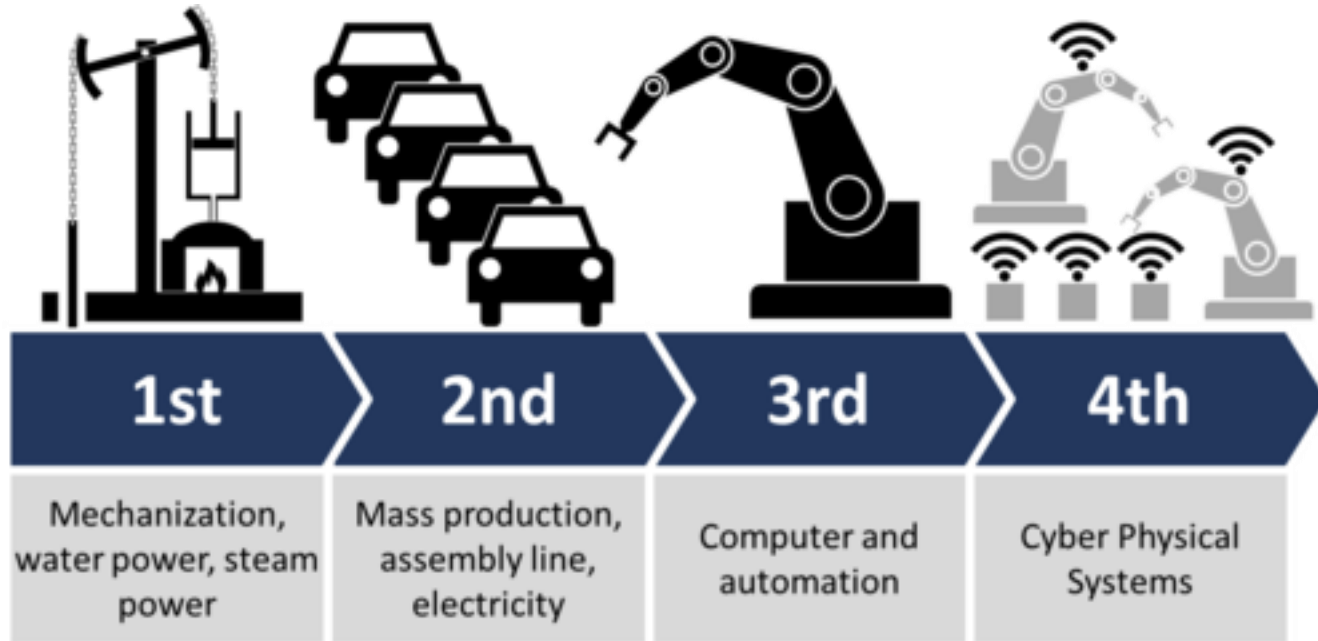 1st
2nd
3rd
4th
Mechanization,
water power, steam
power
Mass production,
assembly line,
electricity
Computer and
automation
Cyber Physical
Systems